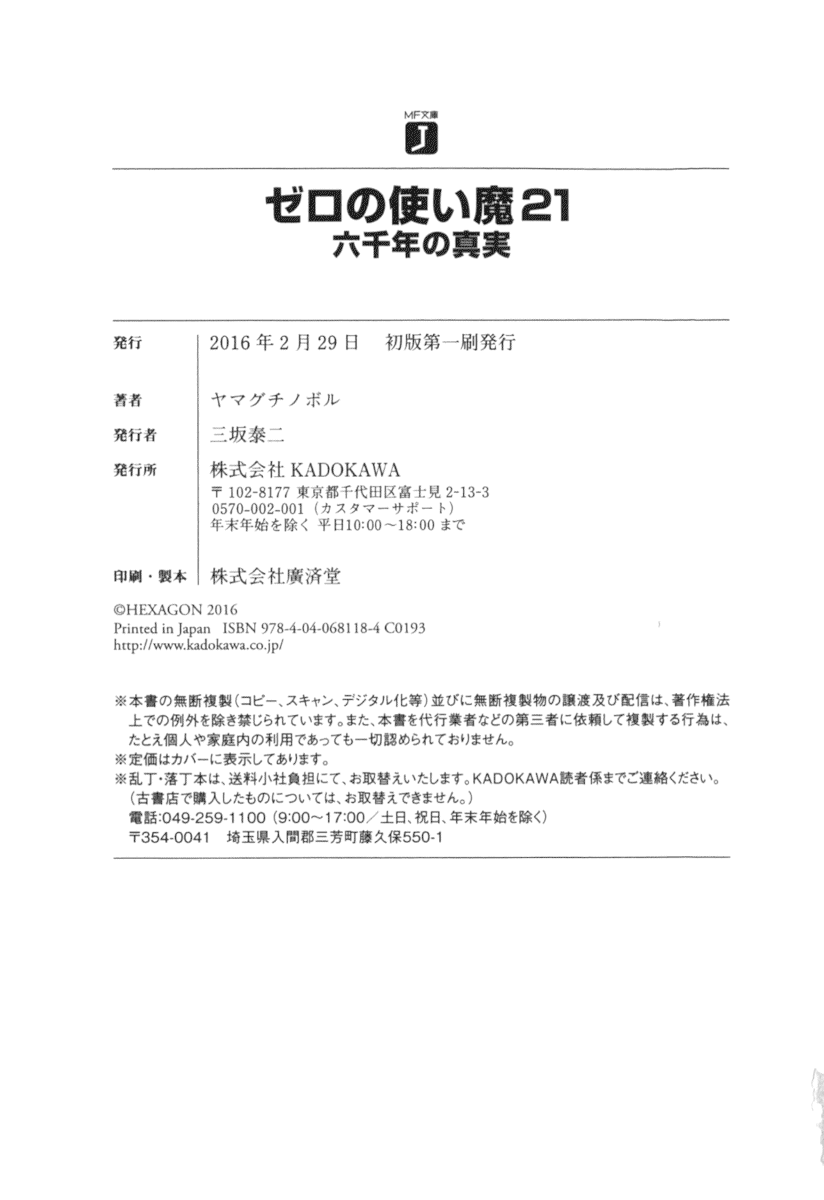 MF文庫
J
ゼロの使い魔21
六千年の真実
発行 2016年2月29日 初版第一刷発行
著者 ヤマグチノボル
発行者 三坂泰二
発行所 株式会社KADOKAWA
〒102-8177 東京都千代田区富士見2-13-3
0570-002-001（カスタマーサポート）
年末年始を除く 平日10:00～18:00まで
印刷・製本 株式会社廣済堂
©HEXAGON 2016
Printed in Japan ISBN 978-4-04-068118-4 C0193
http://www.kadokawa.co.jp/
※本書の無断複製（コピー、スキャン、デジタル化等）並びに無断複製物の譲渡及び配信は、著作権法
上での例外を除き禁じられています。また、本書を代行業者などの第三者に依頼して複製する行為は、
たとえ個人や家庭内の利用であっても一切認められておりません。
※定価はカバーに表示してあります。
※乱丁・落丁本は、送料小社負担にて、お取替えいたします。KADOKAWA読者係までご連絡ください。
（古書店で購入したものについては、お取替えできません。）
電話:049-259-1100（9:00～17:00／土日、祝日、年末年始を除く）
〒354-0041 埼玉県入間郡三芳町藤久保550-1